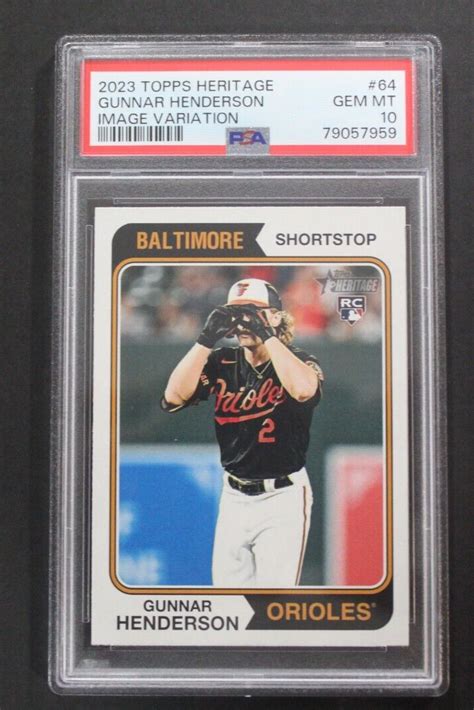 2023 TOPPS HERITAGE #64
GUNNAR HENDERSON GEM MT
IMAGE VARIATION 10
PSA 79057959
BALTIMORE SHORTSTOP
TOPPS HERITAGE
RC
Orioles
2
GUNNAR
HENDERSON ORIOLES